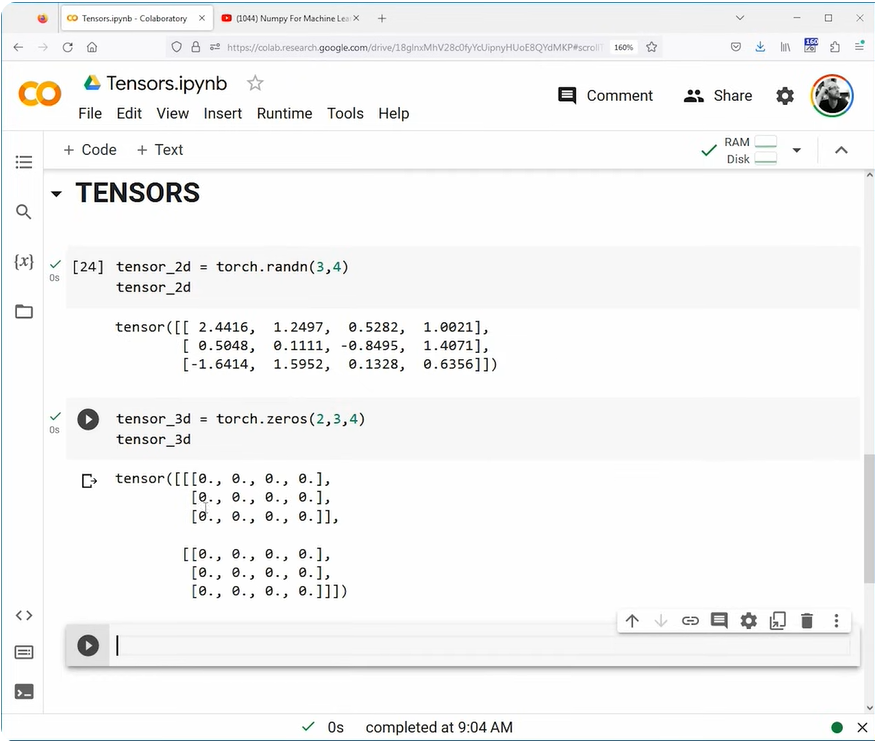 Tensors.ipynb - Colaboratory
(1044) Numpy For Machine Lea
https://colab.research.google.com/drive/
160%
Tensors.ipynb
File Edit View Insert Runtime Tools Help
Comment
Share
+ Code + Text
RAM
Disk
TENSORS
0s
[24] tensor_2d = torch.randn(3,4)
tensor_2d
tensor([[ 2.4416, 1.2497, 0.5282, 1.0021],
[ 0.5048, 0.1111, -0.8495, 1.4071],
[-1.6414, 1.5952, 0.1328, 0.6356]])
0s
tensor_3d = torch.zeros(2,3,4)
tensor_3d
tensor([[[0., 0., 0., 0.],
[0., 0., 0., 0.],
[0., 0., 0., 0.]],
[[0., 0., 0., 0.],
[0., 0., 0., 0.],
[0., 0., 0., 0.]]])
0s completed at 9:04 AM